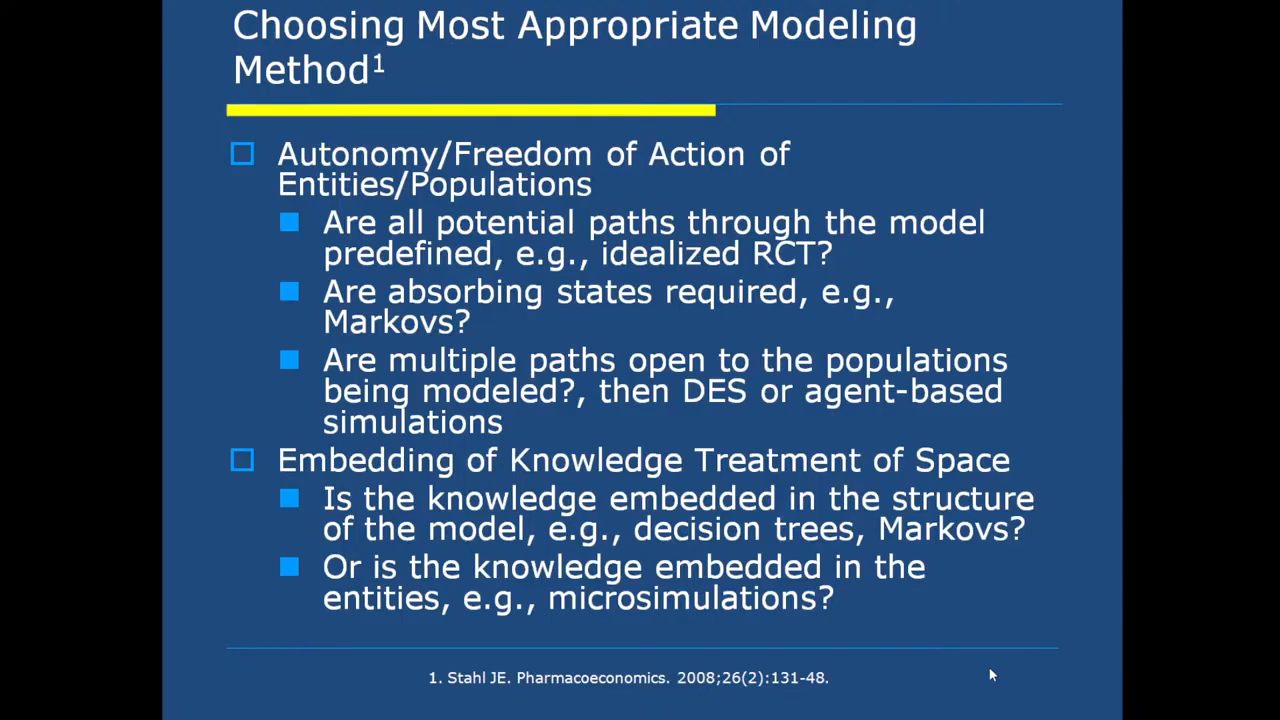 Choosing Most Appropriate Modeling
Method¹
Autonomy/Freedom of Action of
Entities/Populations
Are all potential paths through the model
predefined, e.g., idealized RCT?
Are absorbing states required, e.g.,
Markovs?
Are multiple paths open to the populations
being modeled?, then DES or agent-based
simulations
Embedding of Knowledge Treatment of Space
Is the knowledge embedded in the structure
of the model, e.g., decision trees, Markovs?
Or is the knowledge embedded in the
entities, e.g., microsimulations?
1. Stahl JE. Pharmacoeconomics. 2008;26(2):131-48.